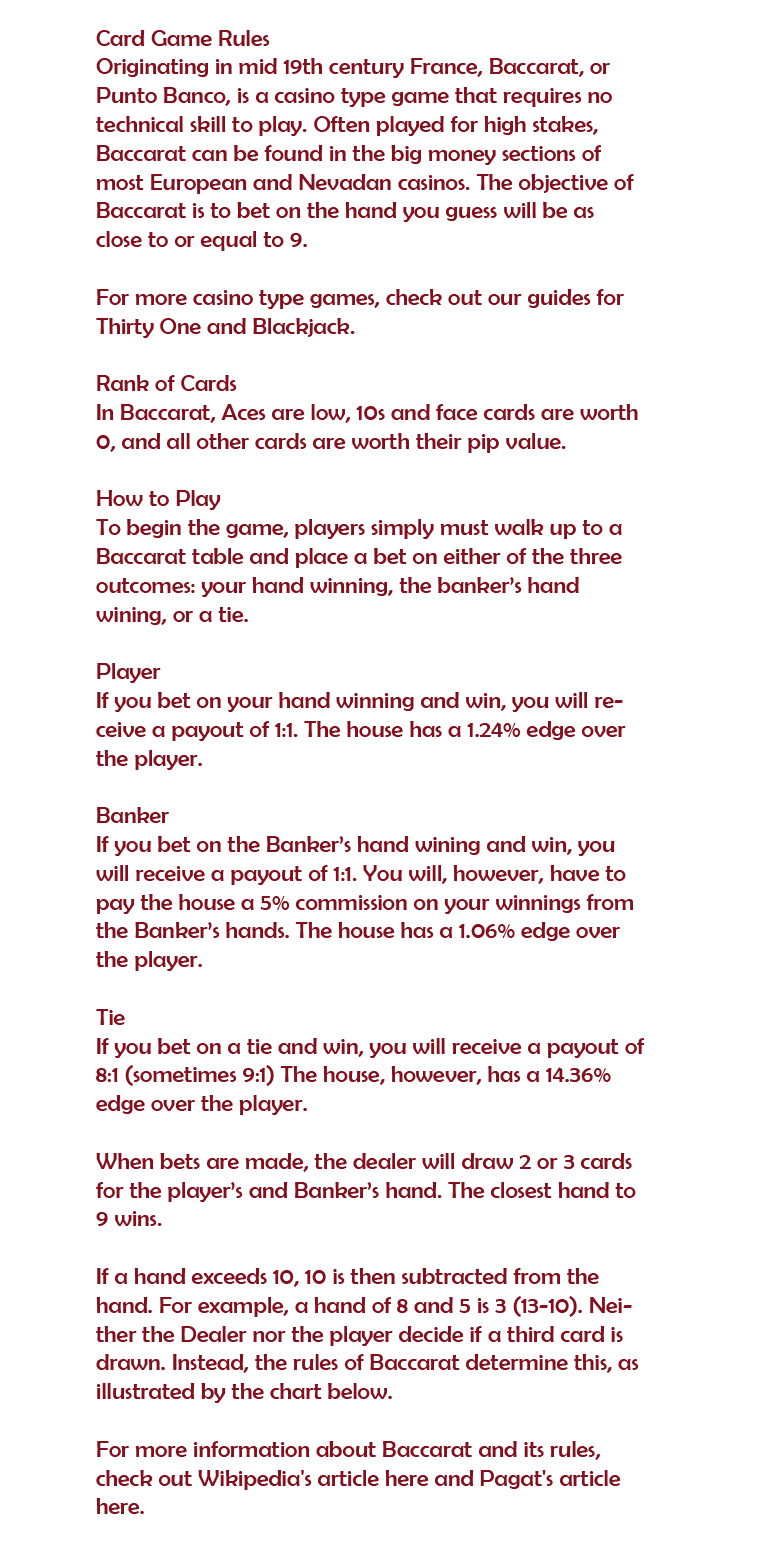 Card Game Rules
Originating in mid 19th century France, Baccarat, or
Punto Banco, is a casino type game that requires no
technical skill to play. Often played for high stakes,
Baccarat can be found in the big money sections of
most European and Nevadan casinos. The objective of
Baccarat is to bet on the hand you guess will be as
close to or equal to 9.
For more casino type games, check out our guides for
Thirty One and Blackjack.
Rank of Cards
In Baccarat, Aces are low, 10s and face cards are worth
0, and all other cards are worth their pip value.
How to Play
To begin the game, players simply must walk up to a
Baccarat table and place a bet on either of the three
outcomes: your hand winning, the banker’s hand
wining, or a tie.
Player
If you bet on your hand winning and win, you will re-
ceive a payout of 1:1. The house has a 1.24% edge over
the player.
Banker
If you bet on the Banker’s hand wining and win, you
will receive a payout of 1:1. You will, however, have to
pay the house a 5% commission on your winnings from
the Banker’s hands. The house has a 1.06% edge over
the player.
Tie
If you bet on a tie and win, you will receive a payout of
8:1 (sometimes 9:1) The house, however, has a 14.36%
edge over the player.
When bets are made, the dealer will draw 2 or 3 cards
for the player’s and Banker’s hand. The closest hand to
9 wins.
If a hand exceeds 10, 10 is then subtracted from the
hand. For example, a hand of 8 and 5 is 3 (13-10). Nei-
ther the Dealer nor the player decide if a third card is
drawn. Instead, the rules of Baccarat determine this, as
illustrated by the chart below.
For more information about Baccarat and its rules,
check out Wikipedia's article here and Pagat's article
here.